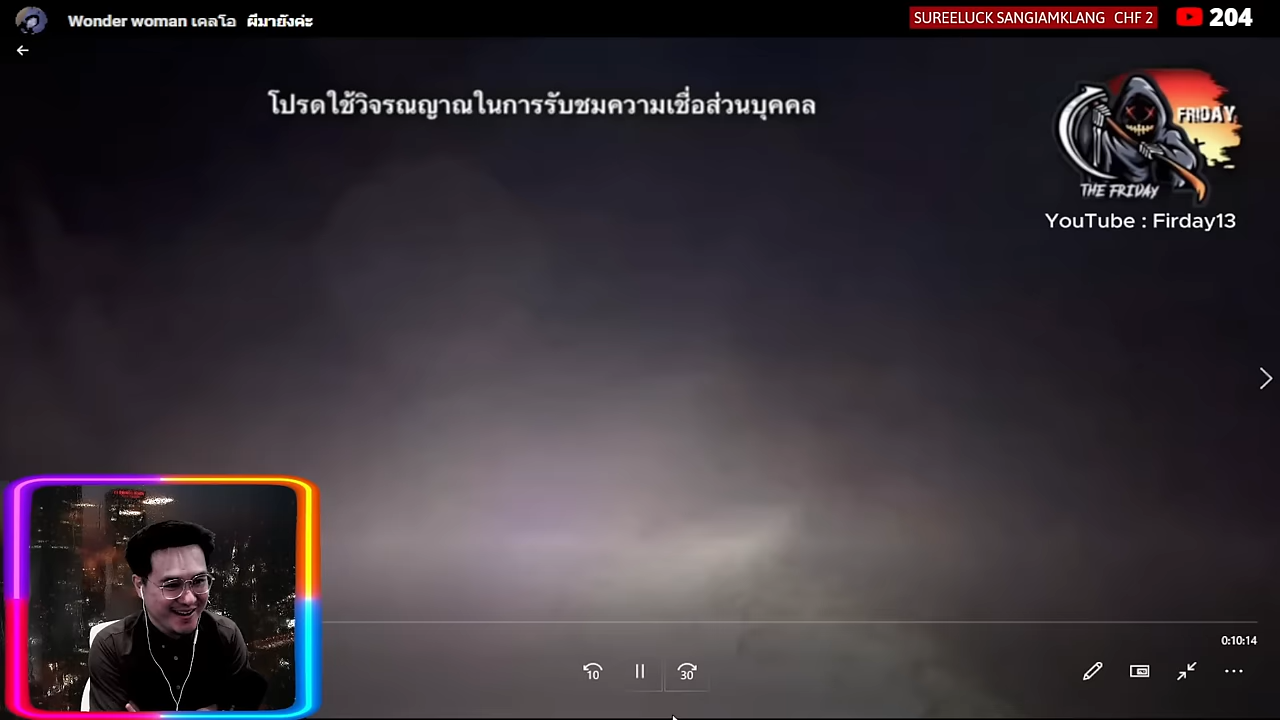 Wonder woman เคลโอ ผีมายังค่ะ
SUREELUCK SANGIAMKLANG CHF 2
204
โปรดใช้วิจรณญาณในการรับชมความเชื่อส่วนบุคคล
FRIDAY
THE FRIDAY
YouTube : Firday13
0:10:14
10
30